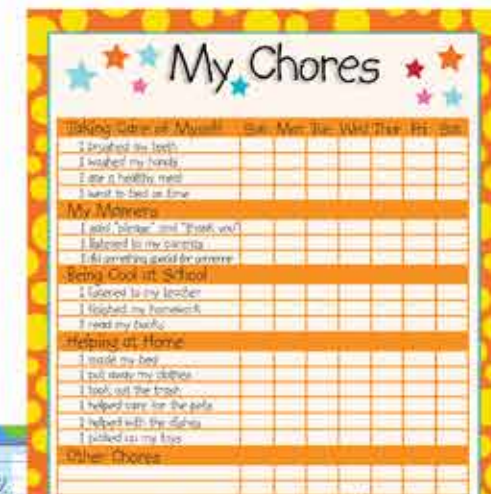 My Chores
Taking Care of Myself Sun Mon Tue Wed Thur Fri Sat
I brushed my teeth
I washed my hands
I ate a healthy meal
I went to bed on time
My Manners
I said "please" and "thank you"
I listened to my parents
I did something good for someone
Being Cool at School
I listened to my teacher
I finished my homework
I read my books
Helping at Home
I made my bed
I put away my clothes
I took out the trash
I helped care for the pets
I helped with the dishes
I picked up my toys
Other Chores